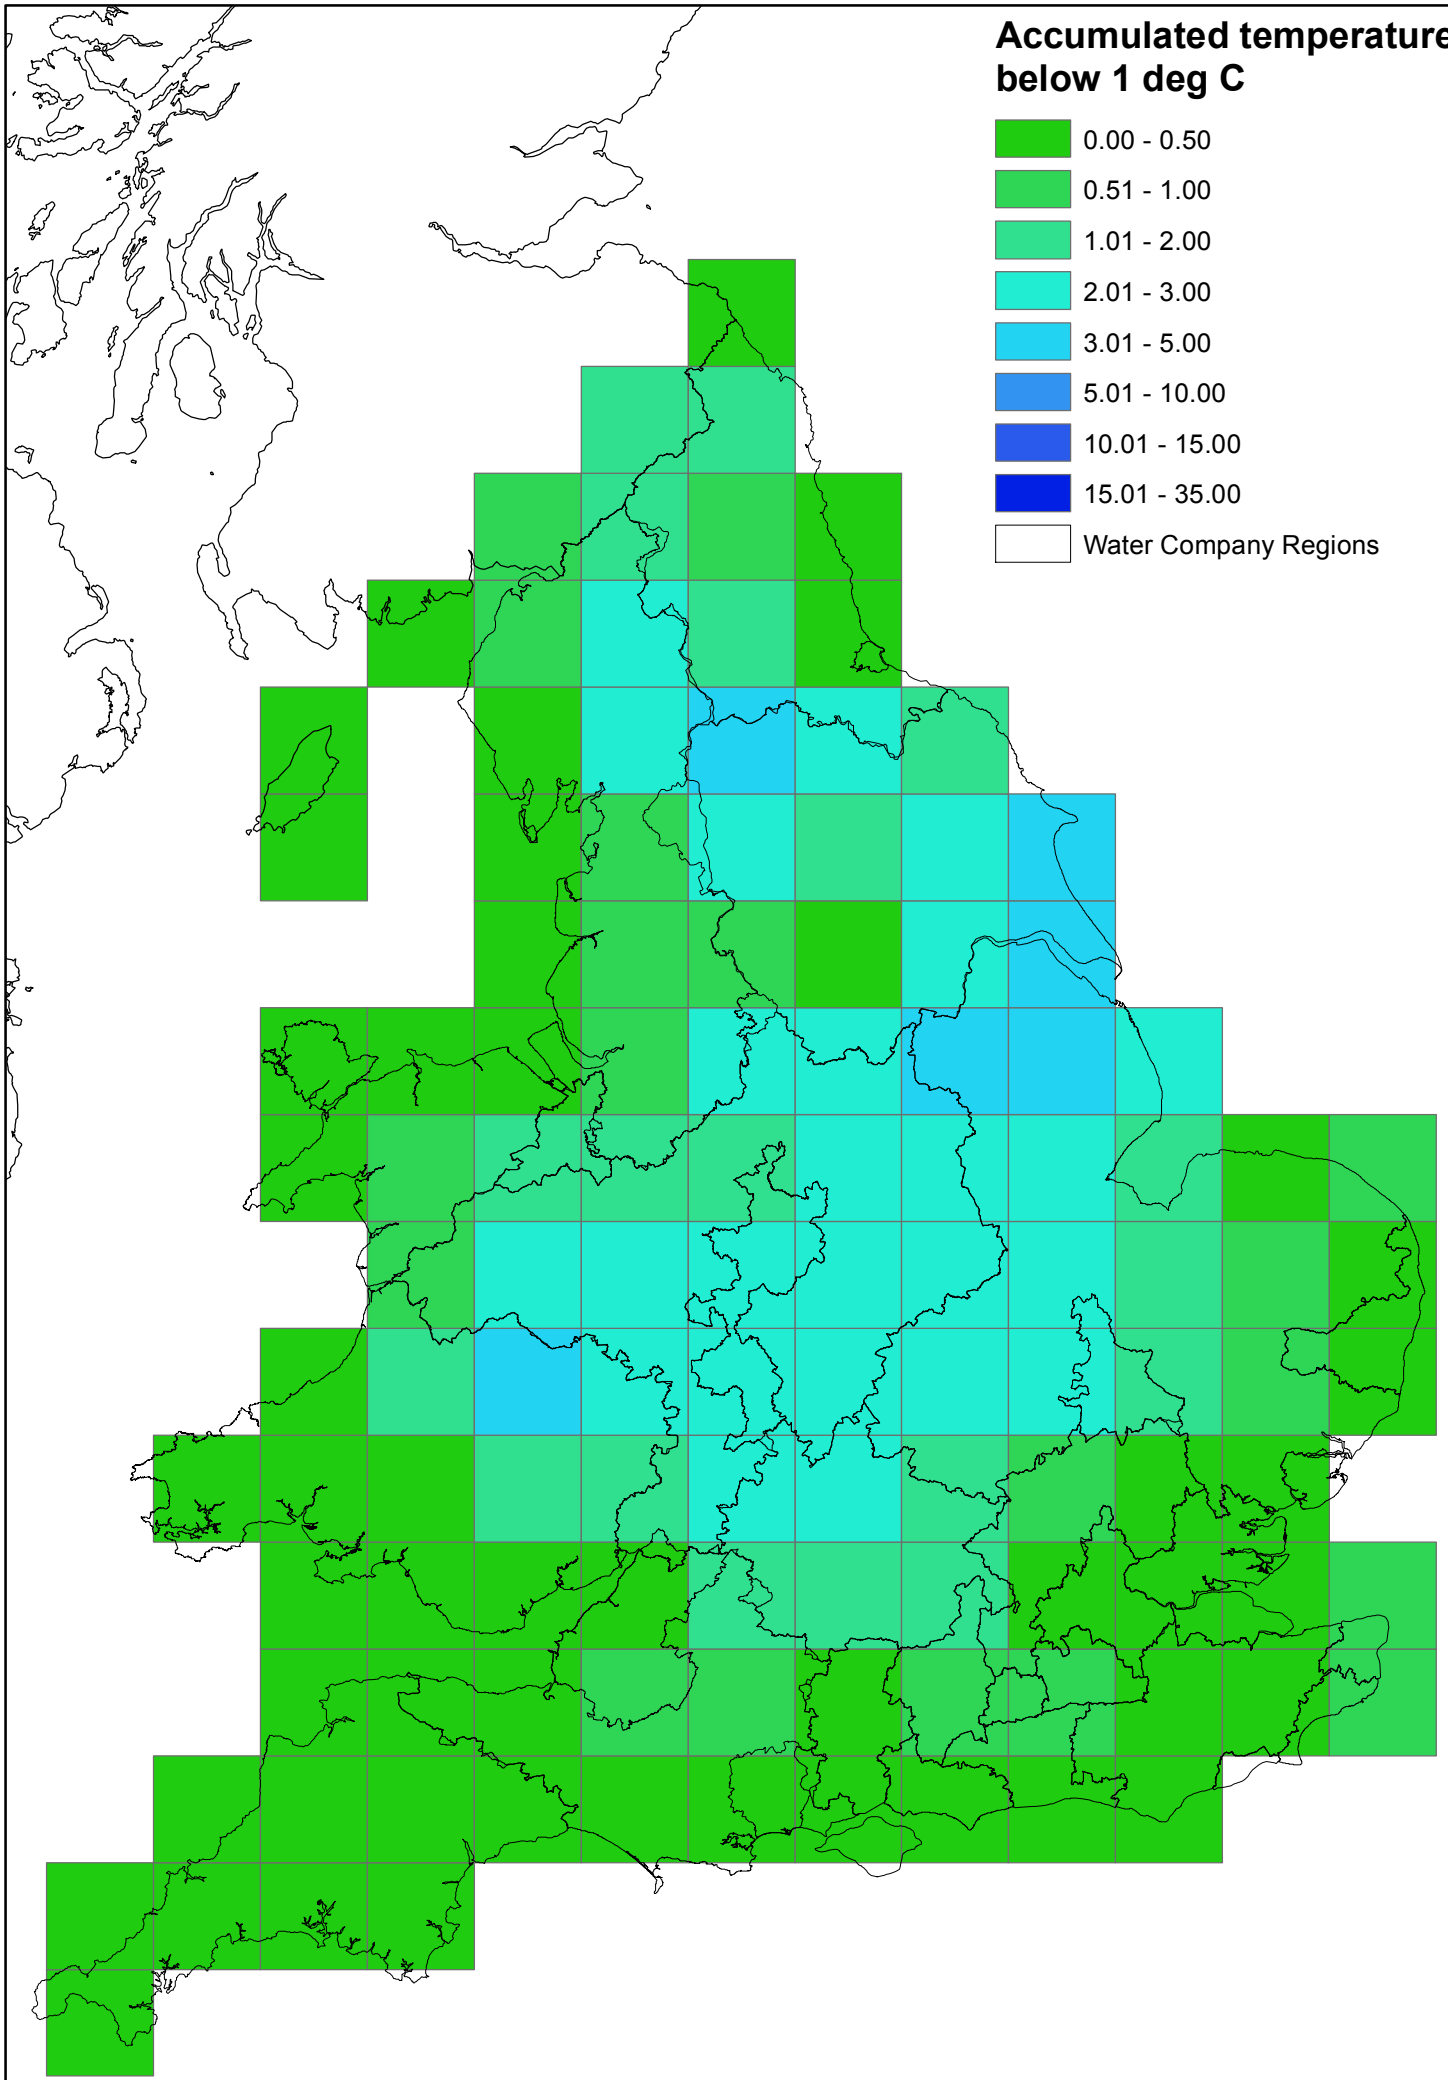 Accumulated temperature
below 1 deg C
0.00 - 0.50
0.51 - 1.00
1.01 - 2.00
2.01 - 3.00
3.01 - 5.00
5.01 - 10.00
10.01 - 15.00
15.01 - 35.00
Water Company Regions